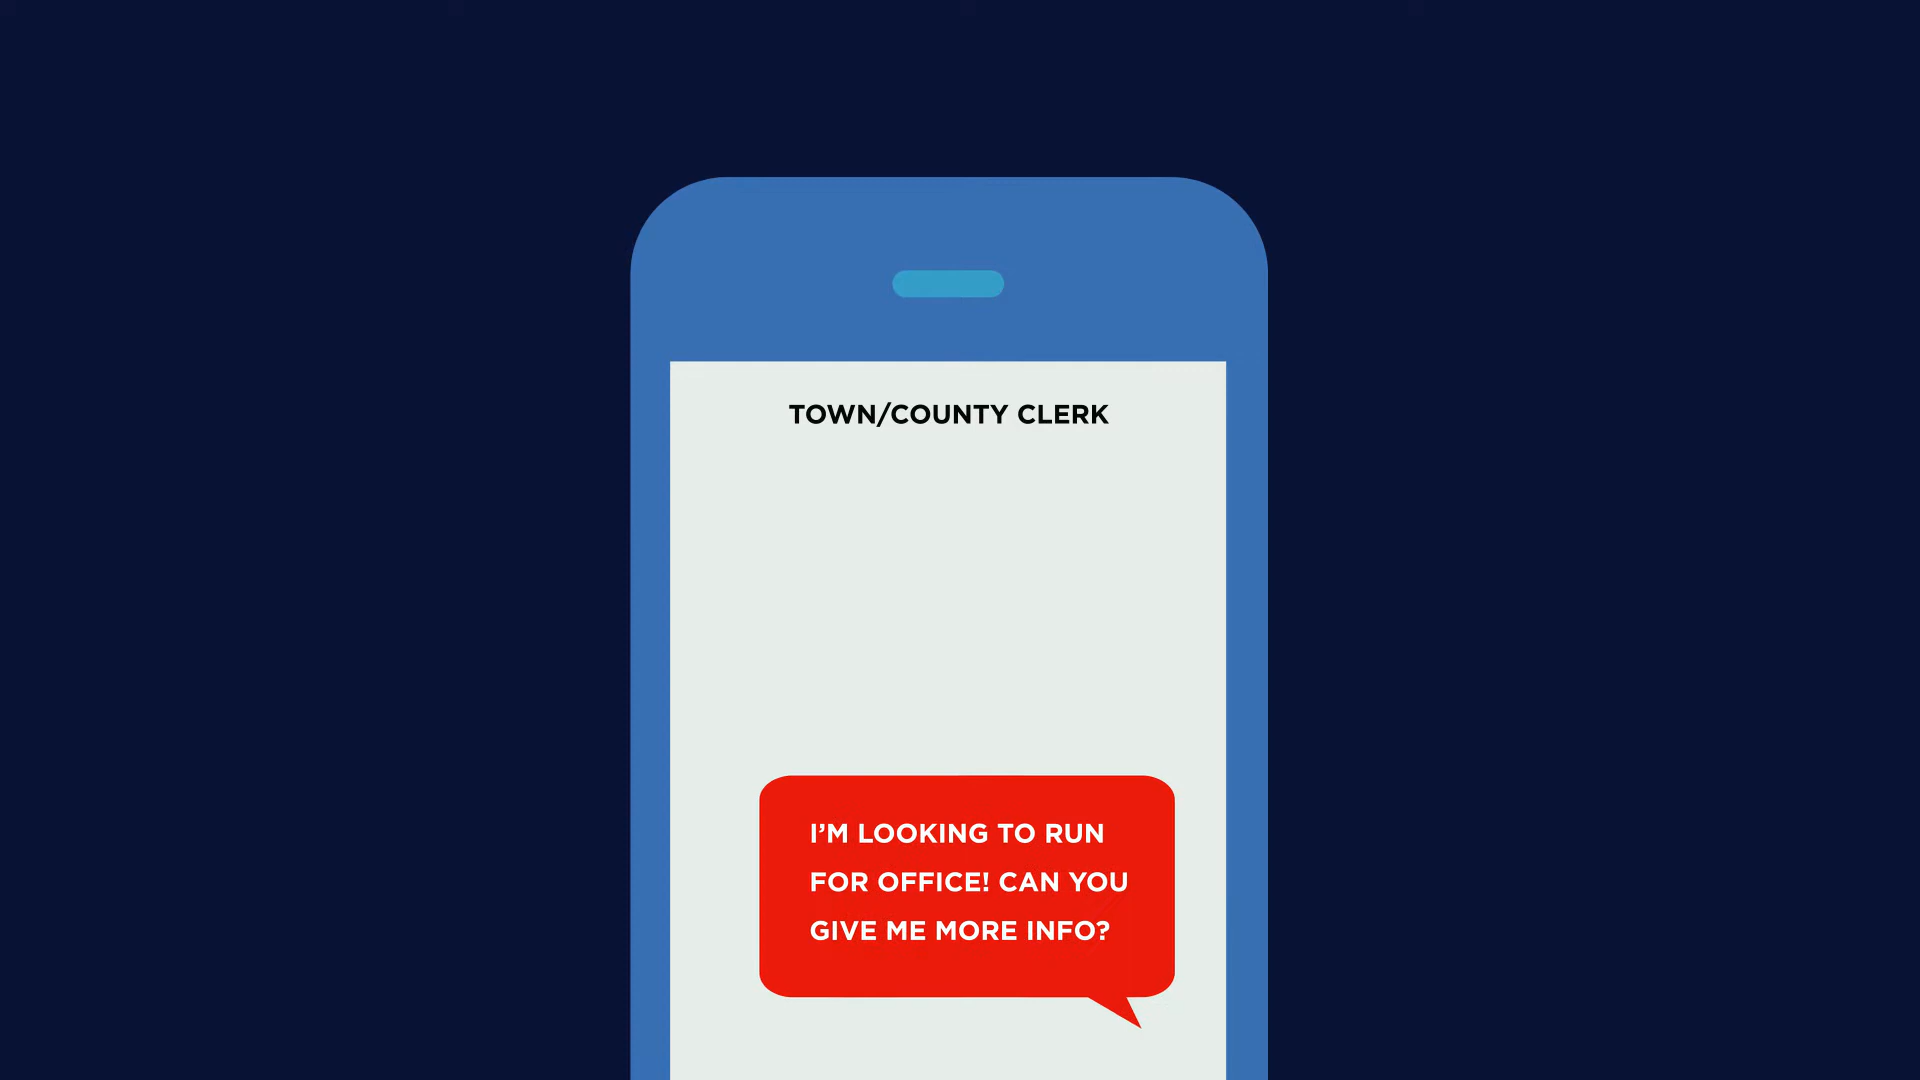 TOWN/COUNTY CLERK
I’M LOOKING TO RUN
FOR OFFICE! CAN YOU
GIVE ME MORE INFO?